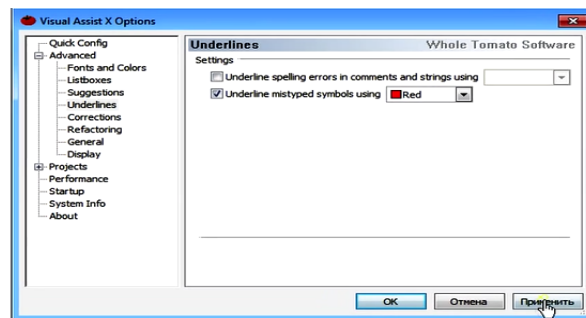 Visual Assist X Options
Quick Config
Advanced
Fonts and Colors
Listboxes
Suggestions
Underlines
Corrections
Refactoring
General
Display
Projects
Performance
Startup
System Info
About
Underlines Whole Tomato Software
Settings
Underline spelling errors in comments and strings using
Underline mistyped symbols using Red
OK Отмена Применить